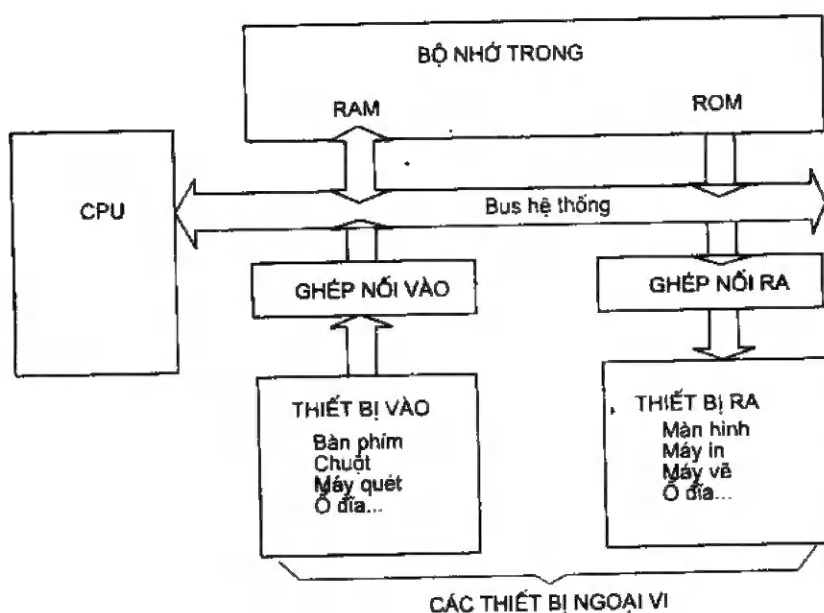 BỘ NHỚ TRONG
RAM
ROM
CPU
Bus hệ thống
GHÉP NỐI VÀO
GHÉP NỐI RA
THIẾT BỊ VÀO
Bàn phím
Chuột
Máy quét
Ổ đĩa...
THIẾT BỊ RA
Màn hình
Máy in
Máy vẽ
Ổ đĩa...
CÁC THIẾT BỊ NGOẠI VI